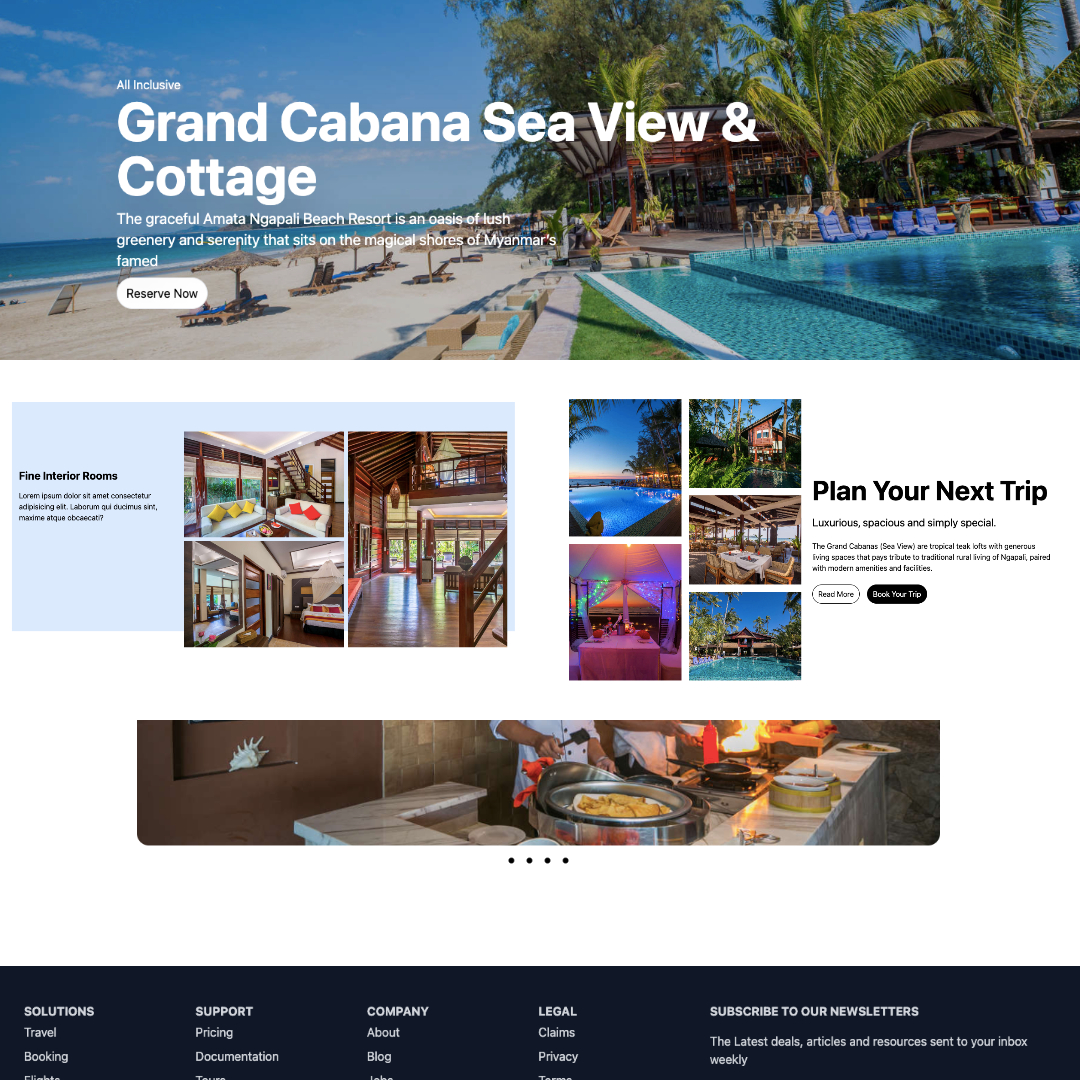 All Inclusive
Grand Cabana Sea View &
Cottage
The graceful Amata Ngapali Beach Resort is an oasis of lush
greenery and serenity that sits on the magical shores of Myanmar's
famed
Reserve Now
Fine Interior Rooms
Lorem ipsum dolor sit amet consectetur
adipisicing elit. Laborum qui ducimus sint,
maxime atque obcaecati?
Plan Your Next Trip
Luxurious, spacious and simply special.
The Grand Cabanas (Sea View) are tropical teak lofts with generous
living spaces that pays tribute to traditional rural living of Ngapali, paired
with modern amenities and facilities.
Read More
Book Your Trip
SOLUTIONS
Travel
Booking
Flights
SUPPORT
Pricing
Documentation
Tours
COMPANY
About
Blog
Jobs
LEGAL
Claims
Privacy
Terms
SUBSCRIBE TO OUR NEWSLETTERS
The Latest deals, articles and resources sent to your inbox
weekly